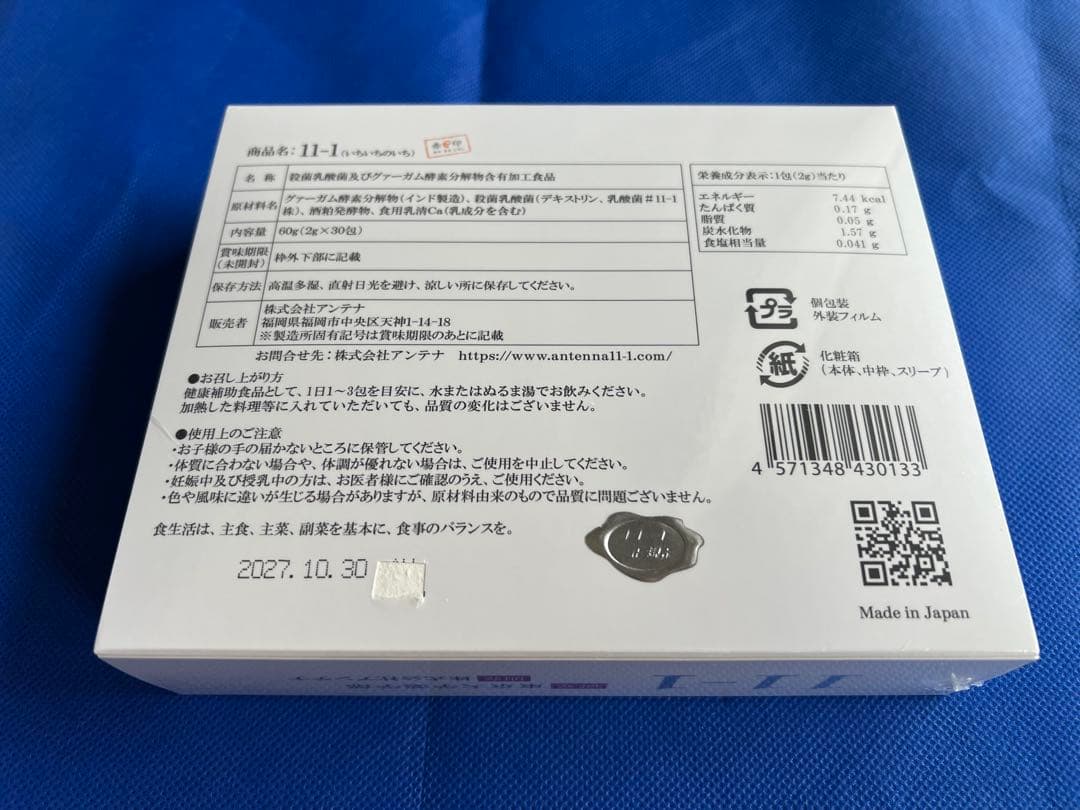 商品名：11-1（いちいちのいち）
名 称 殺菌乳酸菌及びグァーガム酵素分解物含有加工食品
原材料名 グァーガム酵素分解物（インド製造）、殺菌乳酸菌（デキストリン、乳酸菌＃11-1
株）、酒粕発酵物、食用乳清Ca（乳成分を含む）
内容量 60g（2g×30包）
賞味期限
（未開封） 枠外下部に記載
保存方法 高温多湿、直射日光を避け、涼しい所に保存してください。
販売者 株式会社アンテナ
福岡県福岡市中央区天神1-14-18
※製造所固有記号は賞味期限のあとに記載
お問合せ先：株式会社アンテナ https://www.antenna11-1.com/
●お召し上がり方
健康補助食品として、1日1～3包を目安に、水またはぬるま湯でお飲みください。
加熱した料理等に入れていただいても、品質の変化はございません。
●使用上のご注意
・お子様の手の届かないところに保管してください。
・体質に合わない場合や、体調が優れない場合は、ご使用を中止してください。
・妊娠中及び授乳中の方は、お医者様にご確認のうえ、ご使用ください。
・色や風味に違いが生じる場合がありますが、原材料由来のもので品質に問題ございません。
食生活は、主食、主菜、副菜を基本に、食事のバランスを。
2027.10.30
栄養成分表示：1包（2g）当たり
エネルギー 7.44 kcal
たんぱく質 0.17 g
脂質 0.05 g
炭水化物 1.57 g
食塩相当量 0.041 g
プラ
個包装
外装フィルム
紙
化粧箱
（本体、中枠、スリーブ）
4 571348 430133
Made in Japan
11-1
株式会社アンテナ